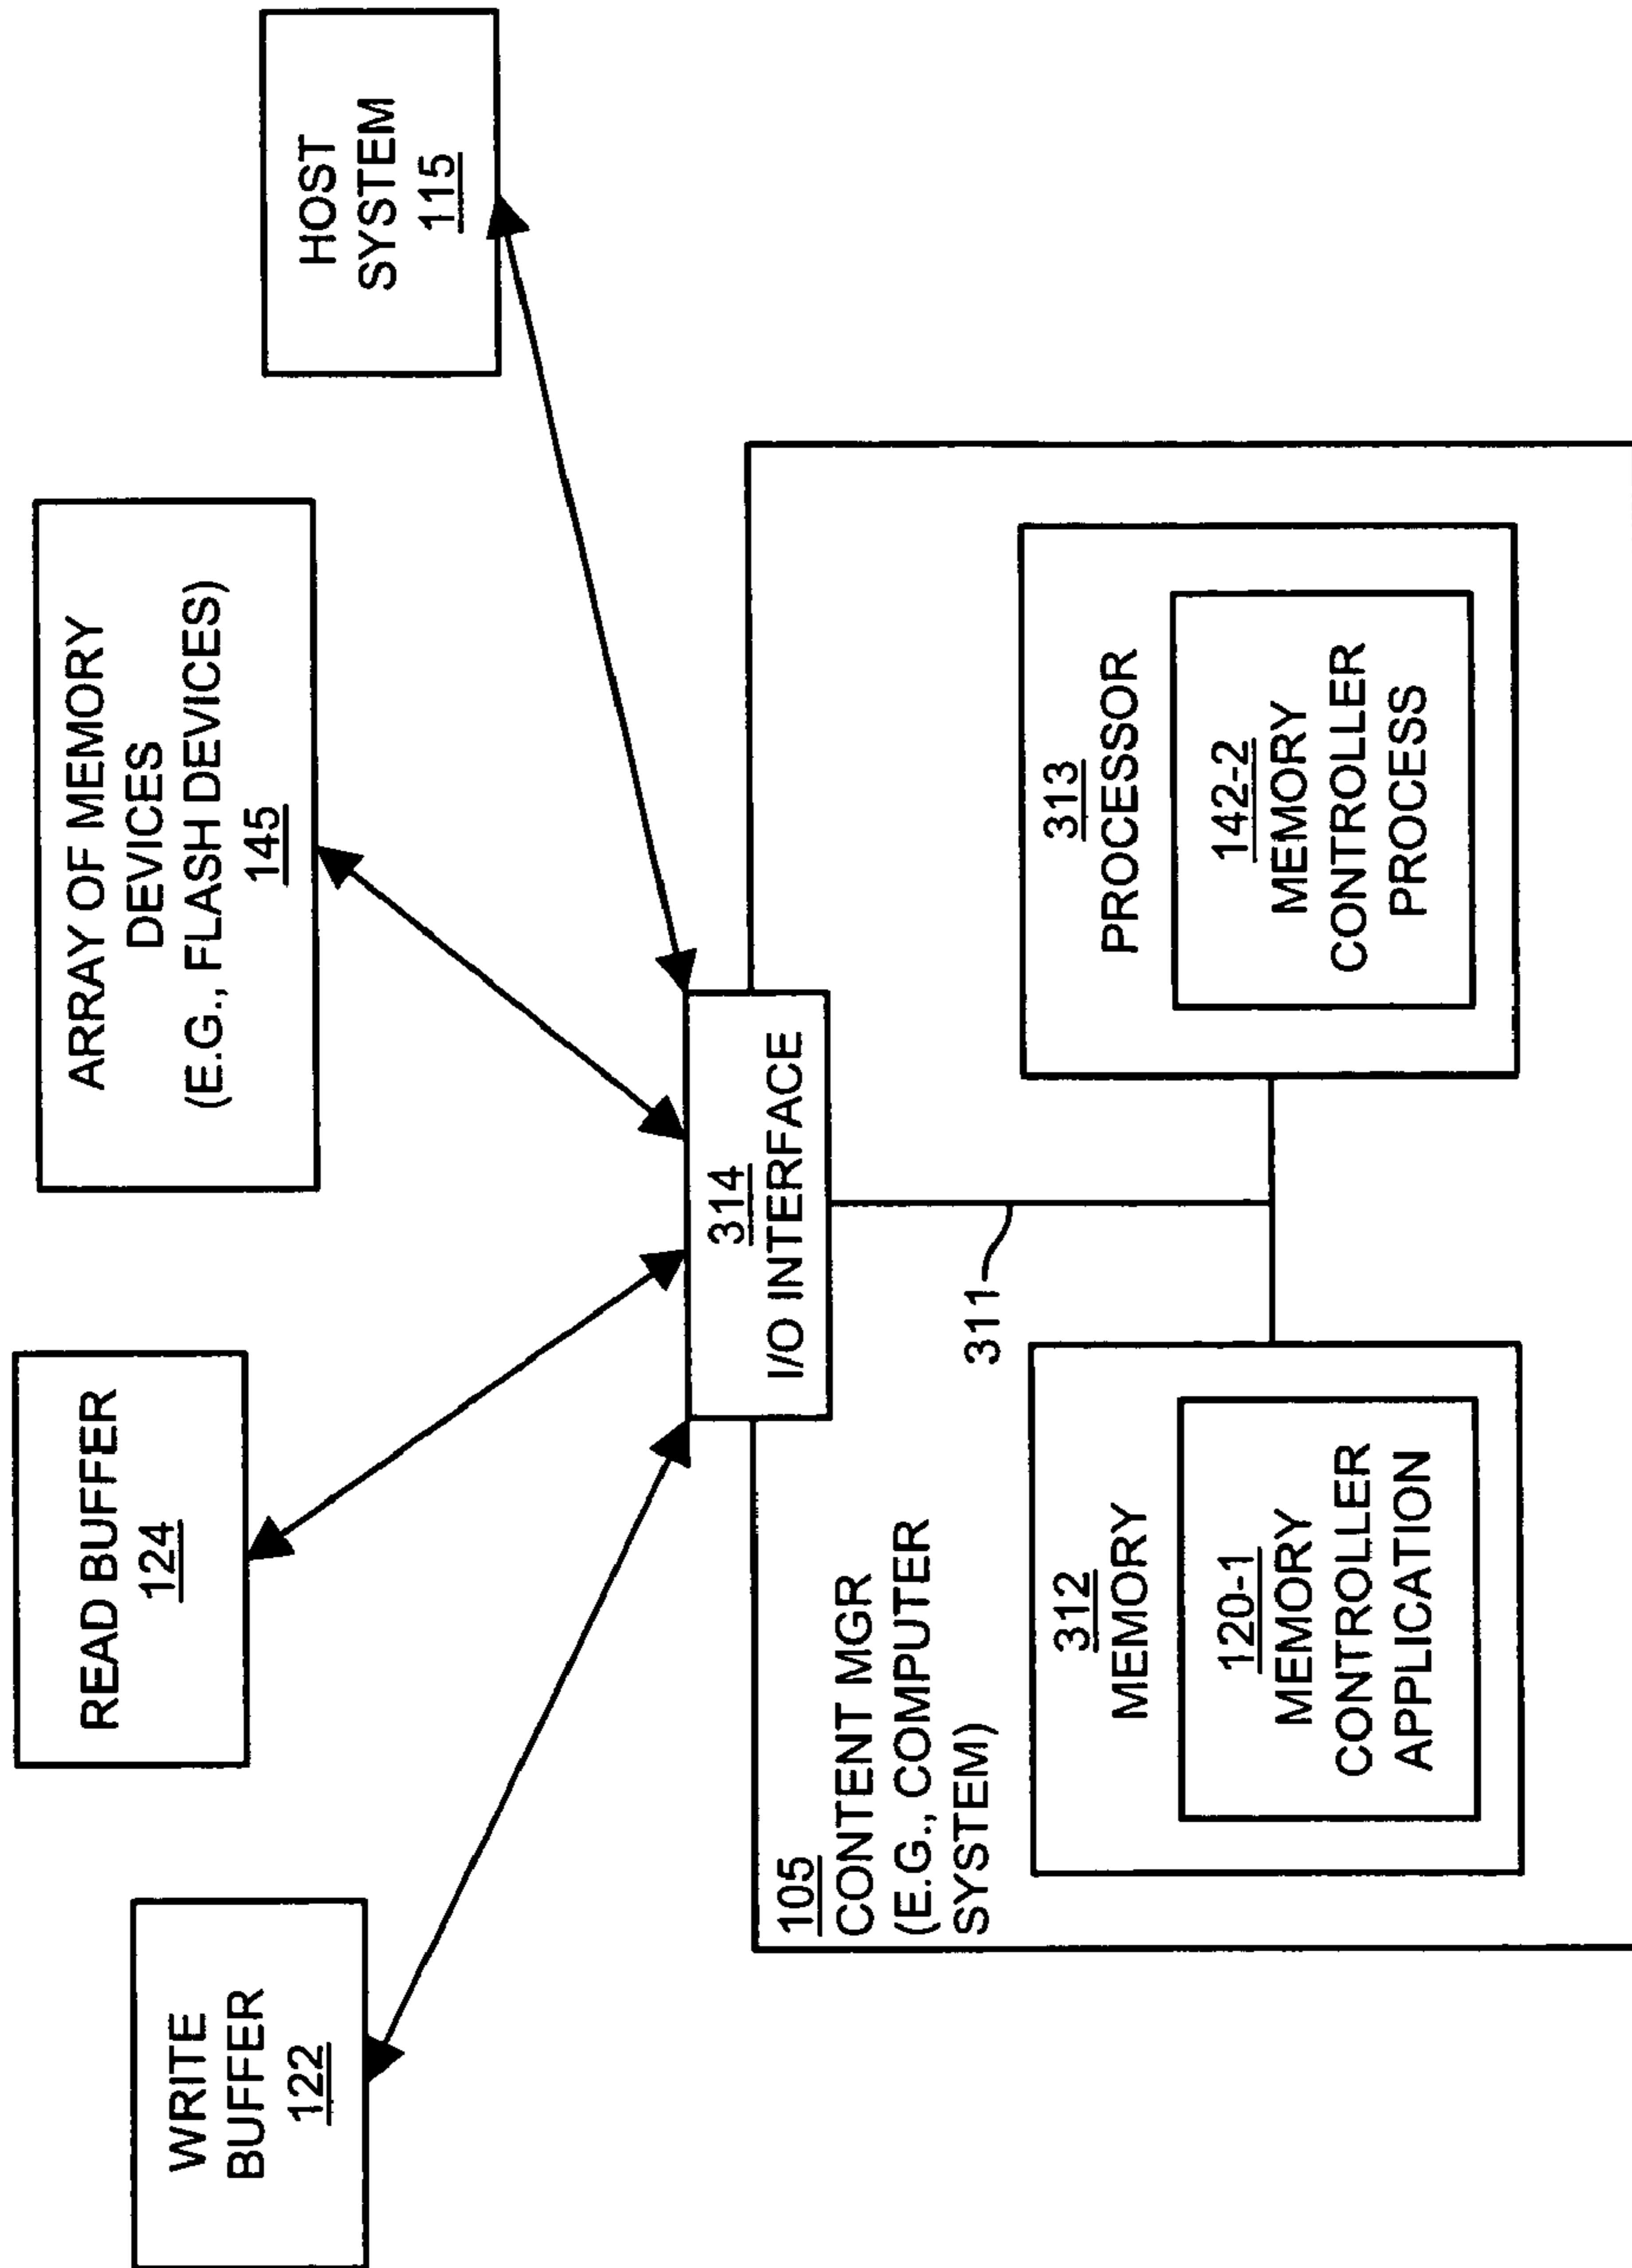 WRITE
BUFFER
122
READ BUFFER
124
ARRAY OF MEMORY
DEVICES
(E.G., FLASH DEVICES)
145
HOST
SYSTEM
115
314
I/O INTERFACE
105
CONTENT MGR
(E.G., COMPUTER
SYSTEM)
311
312
MEMORY
120-1
MEMORY
CONTROLLER
APPLICATION
313
PROCESSOR
142-2
MEMORY
CONTROLLER
PROCESS